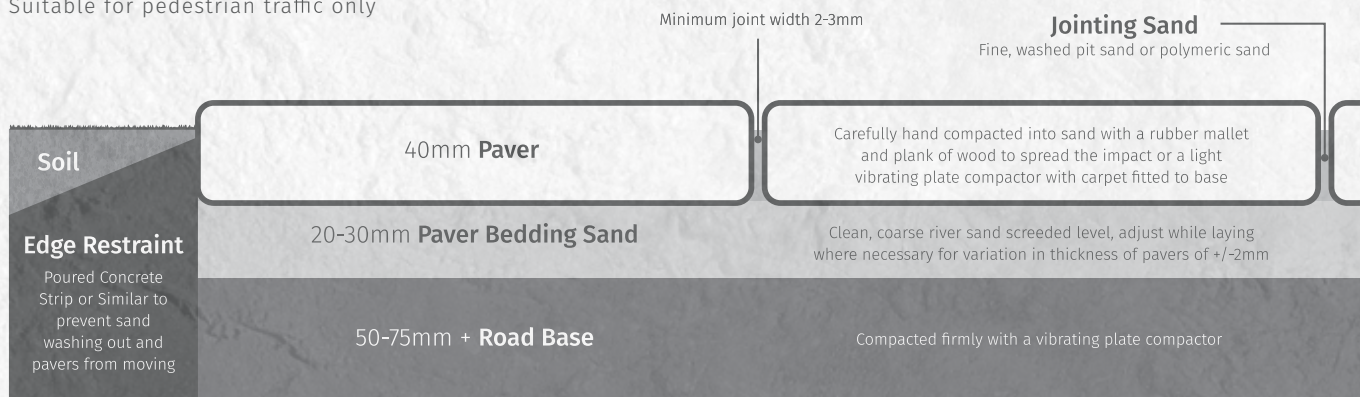 Suitable for pedestrian traffic only
Minimum joint width 2-3mm
Jointing Sand
Fine, washed pit sand or polymeric sand
Soil
40mm Paver
Carefully hand compacted into sand with a rubber mallet
and plank of wood to spread the impact or a light
vibrating plate compactor with carpet fitted to base
Edge Restraint
Poured Concrete
Strip or Similar to
prevent sand
washing out and
pavers from moving
20-30mm Paver Bedding Sand
Clean, coarse river sand screeded level, adjust while laying
where necessary for variation in thickness of pavers of +/-2mm
50-75mm + Road Base
Compacted firmly with a vibrating plate compactor